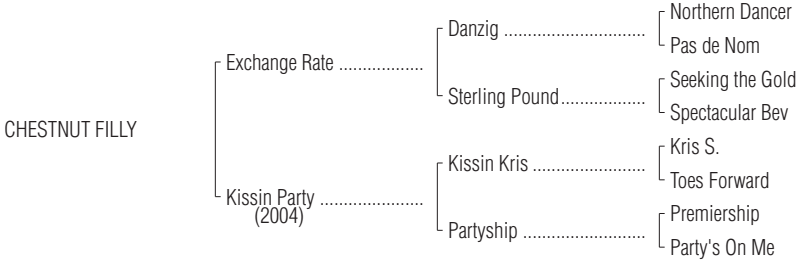 Northern Dancer
Danzig ..............................
Pas de Nom
Exchange Rate ..................
Seeking the Gold
Sterling Pound..................
Spectacular Bev
CHESTNUT FILLY
Kris S.
Kissin Kris ........................
Toes Forward
Kissin Party ......................
(2004)
Premiership
Partyship ..........................
Party's On Me